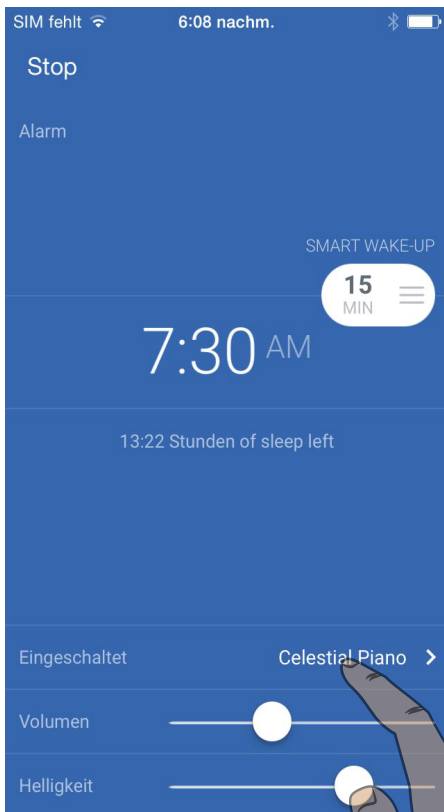 SIM fehlt 6:08 nachm.
Stop
Alarm
SMART WAKE-UP
15
MIN
7:30 AM
13:22 Stunden of sleep left
Eingeschaltet Celestial Piano
Volumen
Helligkeit